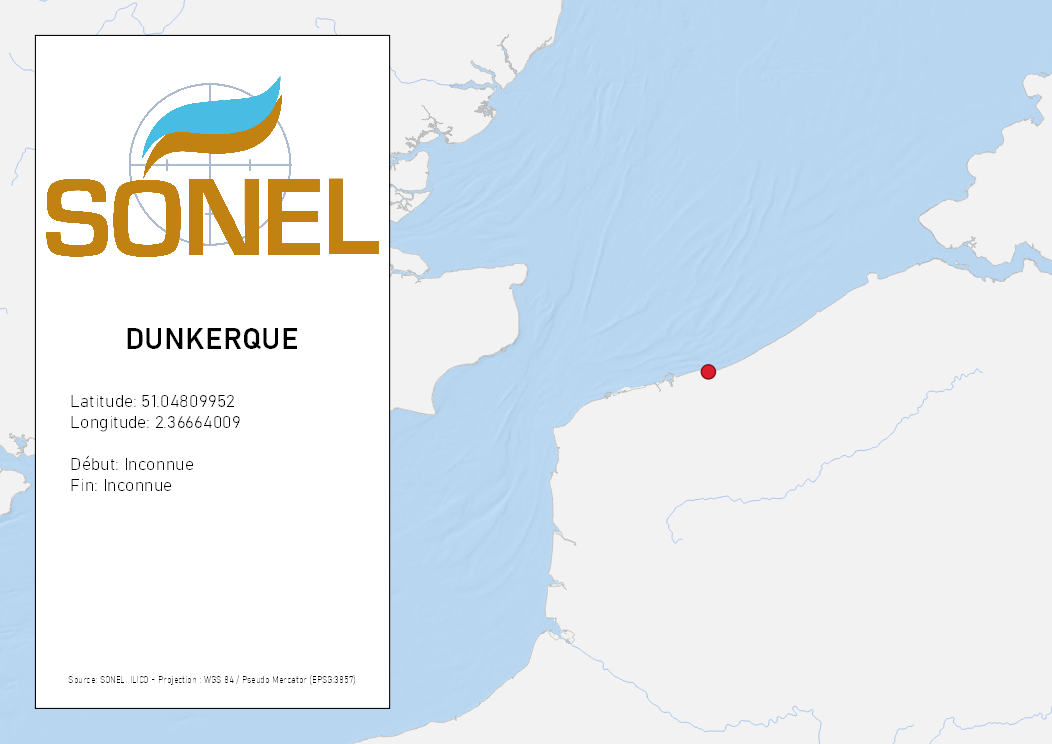 SONEL
DUNKERQUE
Latitude: 51.04809952
Longitude: 2.36664009
Début: Inconnue
Fin: Inconnue
Source: SONEL, ILICO - Projection : WGS 84 / Pseudo Mercator (EPSG:3857)